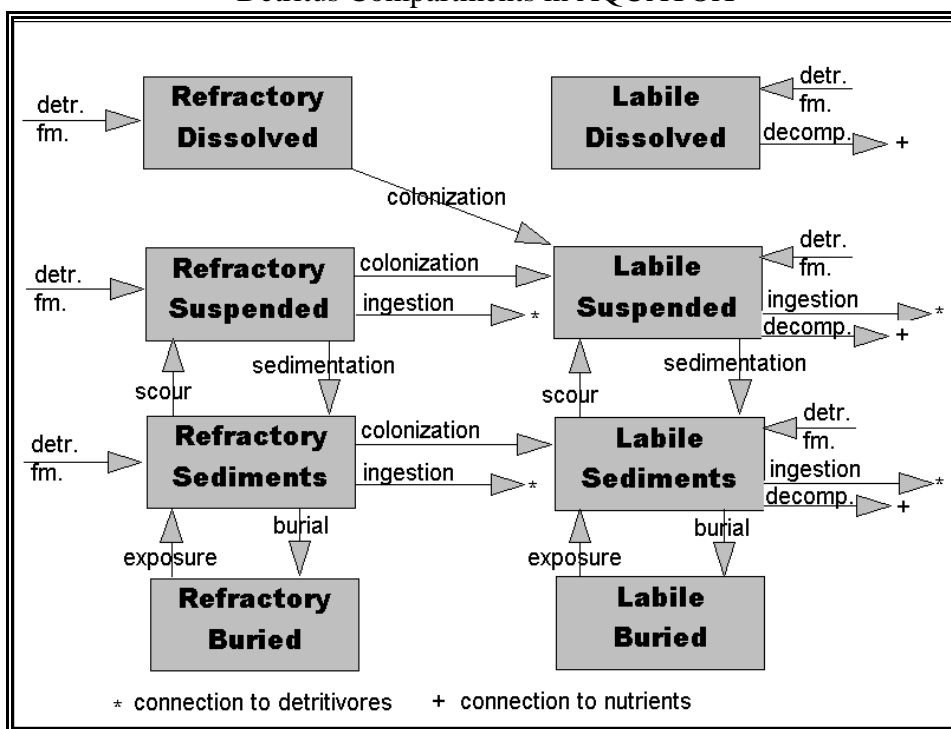 Detritus Compartments in AQUATOX
detr.
fm.
Refractory
Dissolved
Labile
Dissolved
detr.
fm.
decomp.
+
colonization
detr.
fm.
Refractory
Suspended
colonization
ingestion
*
Labile
Suspended
detr.
fm.
ingestion
*
decomp.
+
scour
sedimentation
scour
sedimentation
detr.
fm.
Refractory
Sediments
colonization
ingestion
*
Labile
Sediments
detr.
fm.
ingestion
*
decomp.
+
exposure
burial
exposure
burial
Refractory
Buried
Labile
Buried
* connection to detritivores + connection to nutrients